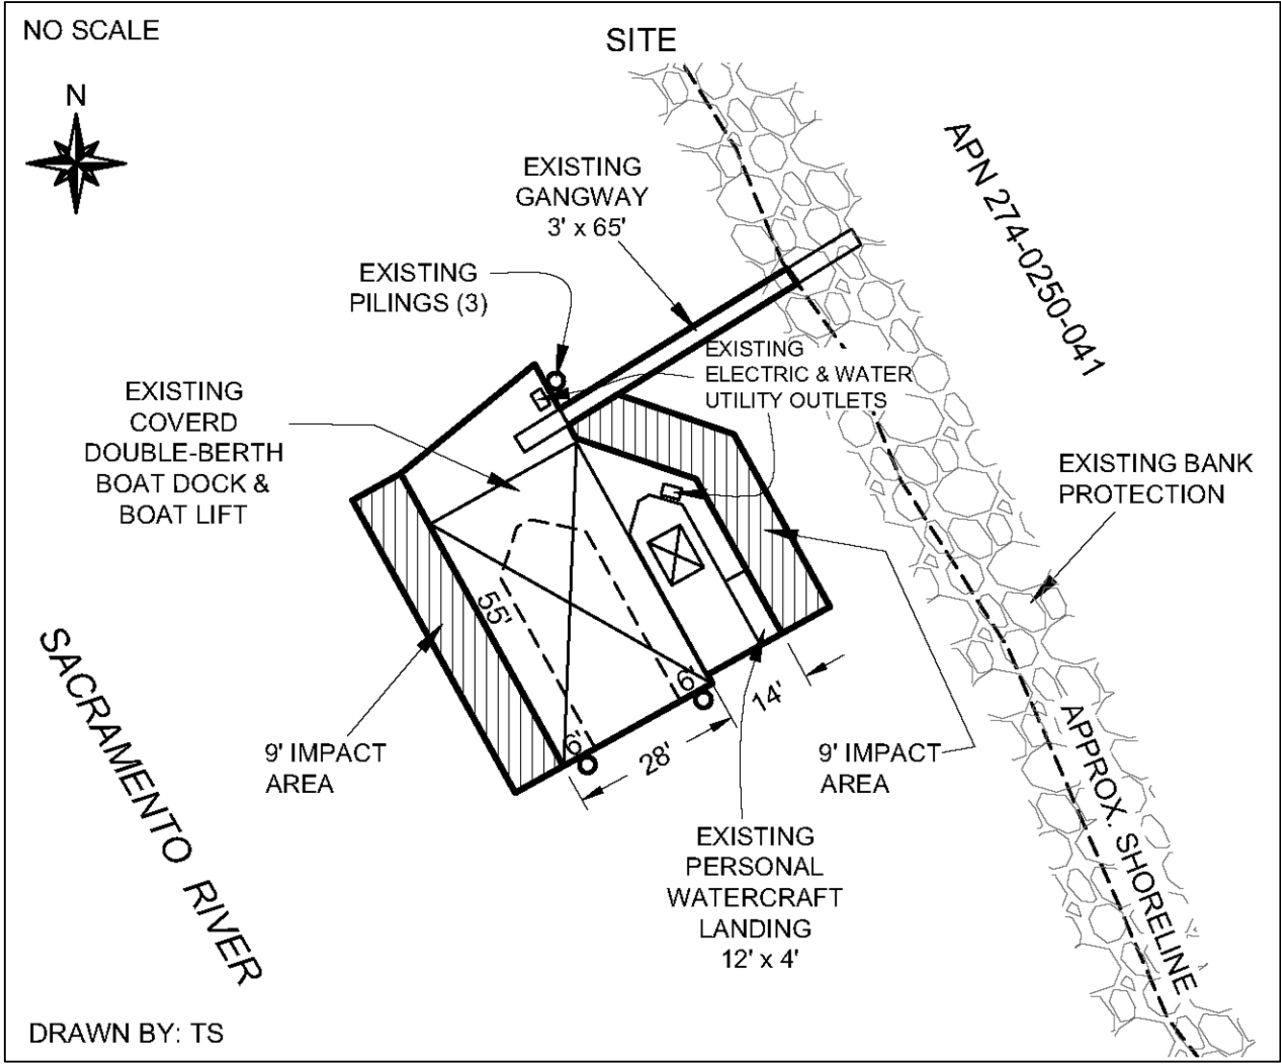 NO SCALE
SITE
N
EXISTING
GANGWAY
3' x 65'
APN 274-0250-041
EXISTING
PILINGS (3)
EXISTING
ELECTRIC & WATER
UTILITY OUTLETS
EXISTING
COVERD
DOUBLE-BERTH
BOAT DOCK &
BOAT LIFT
EXISTING BANK
PROTECTION
55'
6'
6'
14'
28'
SACRAMENTO RIVER
9' IMPACT
AREA
9' IMPACT
AREA
APPROX. SHORELINE
EXISTING
PERSONAL
WATERCRAFT
LANDING
12' x 4'
DRAWN BY: TS